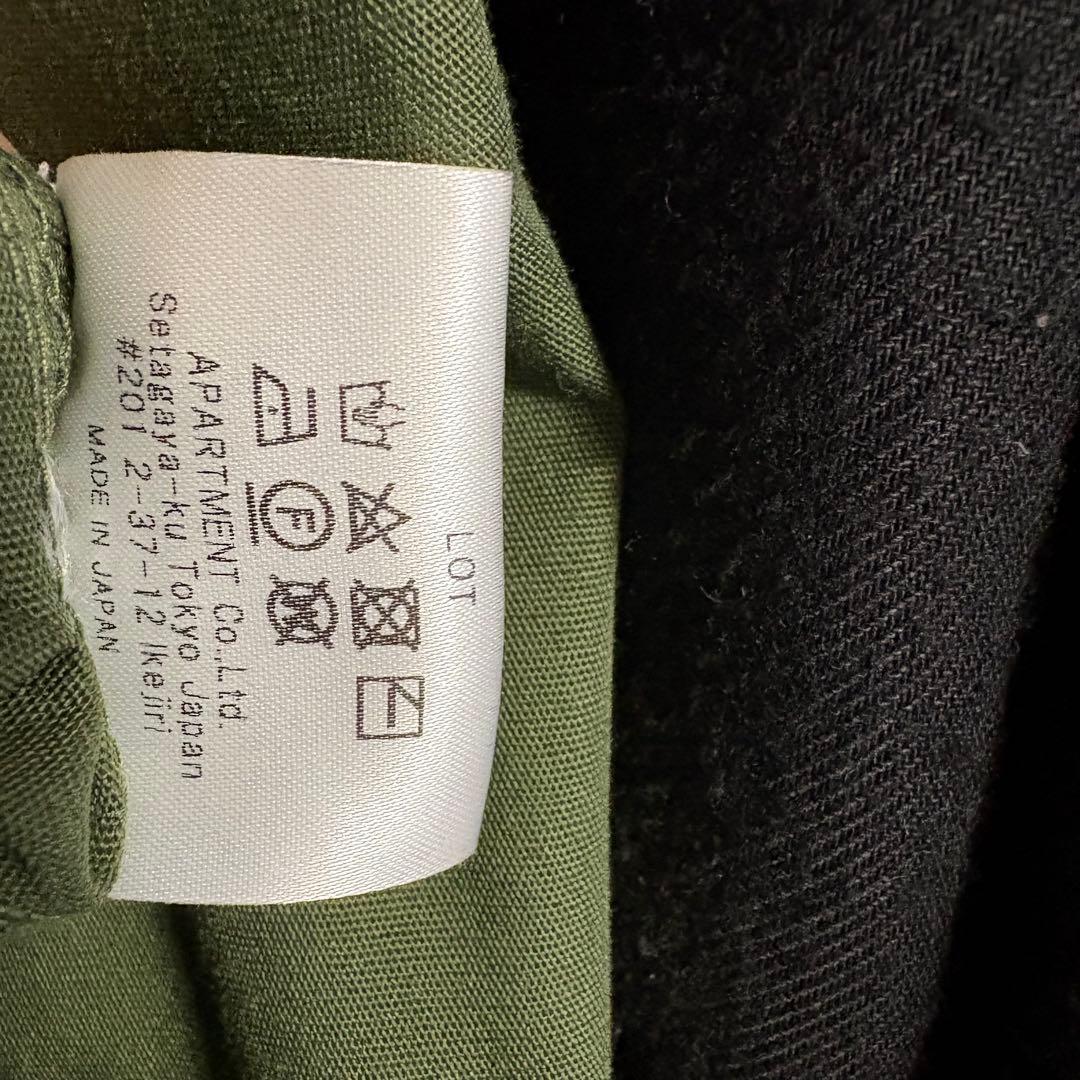 LOT
APARTMENT Co.,Ltd.
Setagaya-ku Tokyo Japan
#201 2-37-12 Ikejiri
MADE IN JAPAN